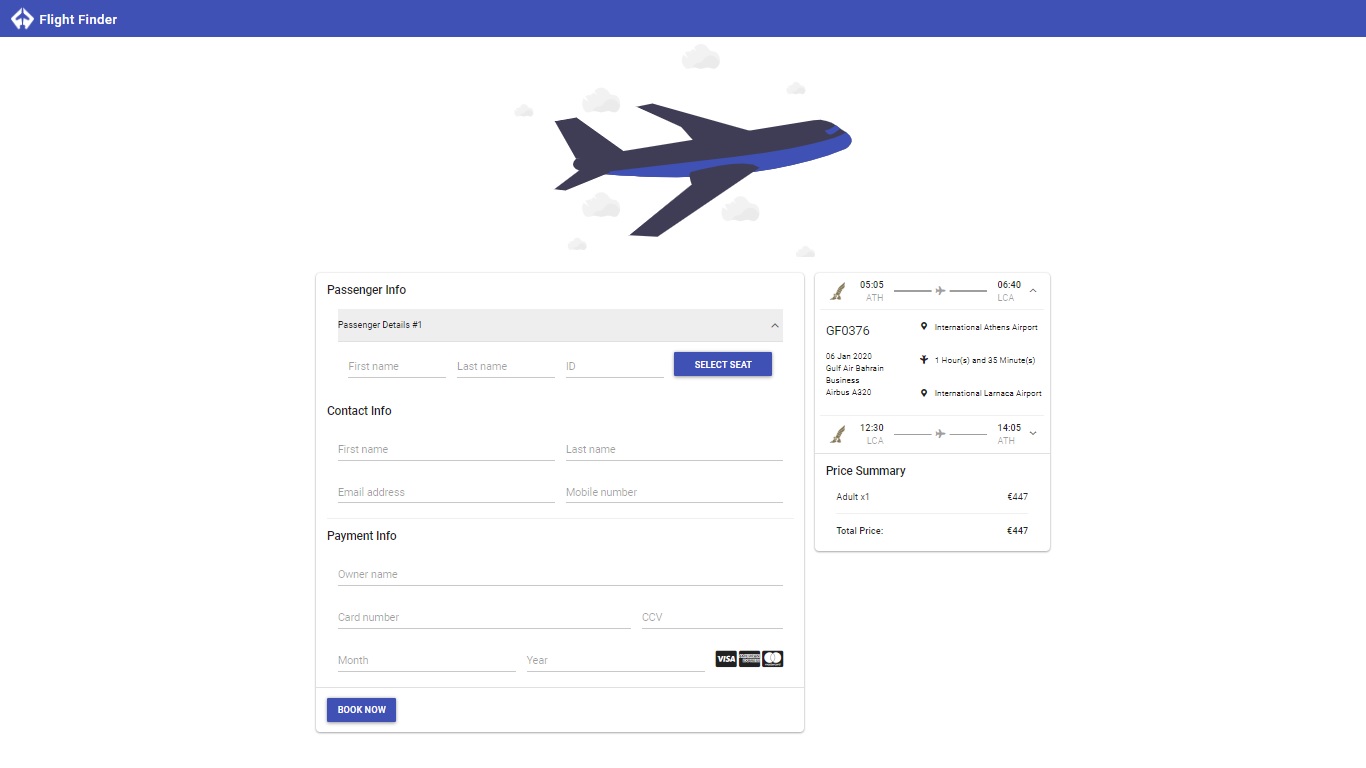 Flight Finder
Passenger Info
Passenger Details #1
First name Last name ID SELECT SEAT
Contact Info
First name Last name
Email address Mobile number
Payment Info
Owner name
Card number CCV
Month Year VISA
BOOK NOW
05:05 06:40
ATH LCA
GF0376
06 Jan 2020
Gulf Air Bahrain
Business
Airbus A320
International Athens Airport
1 Hour(s) and 35 Minute(s)
International Larnaca Airport
12:30 14:05
LCA ATH
Price Summary
Adult x1 €447
Total Price: €447